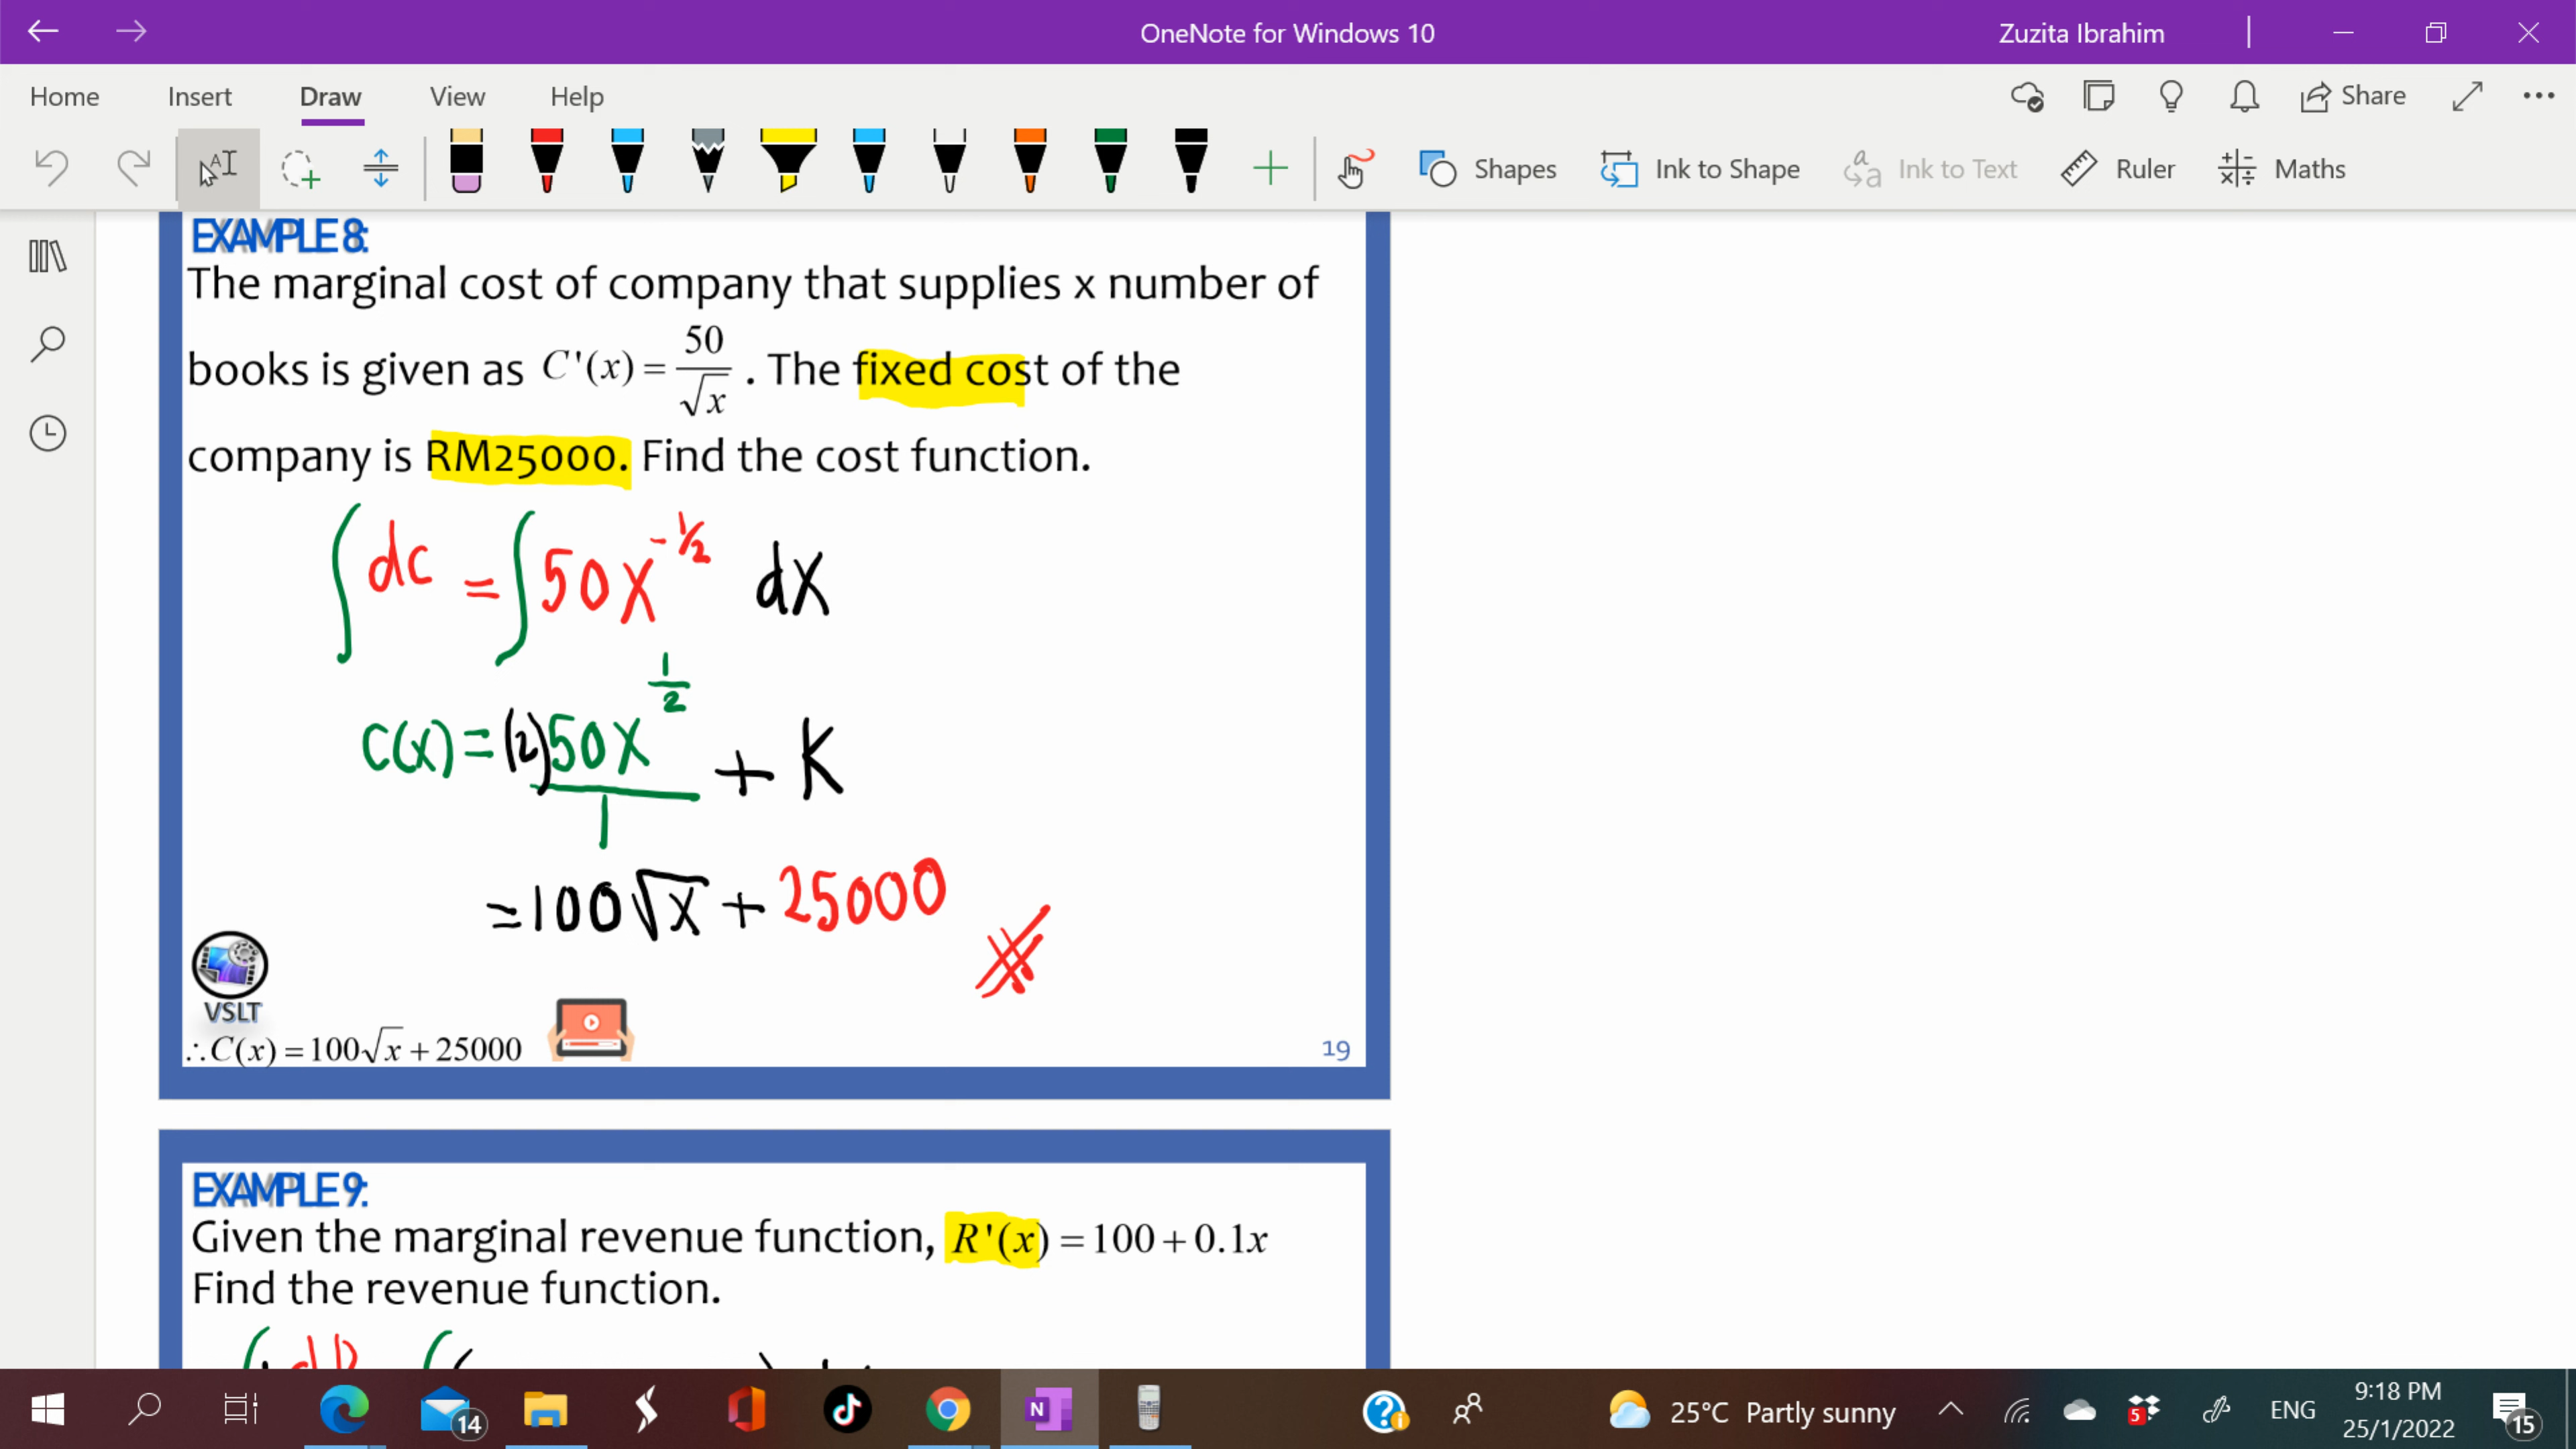 OneNote for Windows 10
Zuzita Ibrahim
Home Insert Draw View Help
Share
Shapes Ink to Shape Ink to Text Ruler Maths
EXAMPLE 8:
The marginal cost of company that supplies x number of
books is given as C'(x) = 50/√x . The fixed cost of the
company is RM25000. Find the cost function.
∫ dc = ∫ 50x^-1/2 dx
C(x) = (2)50x^1/2 / 1 + K
= 100√x + 25000
VSLT
∴C(x) = 100√x + 25000
19
EXAMPLE 9:
Given the marginal revenue function, R'(x) = 100 + 0.1x
Find the revenue function.
14
N
25°C Partly sunny
5
ENG
9:18 PM
25/1/2022
15